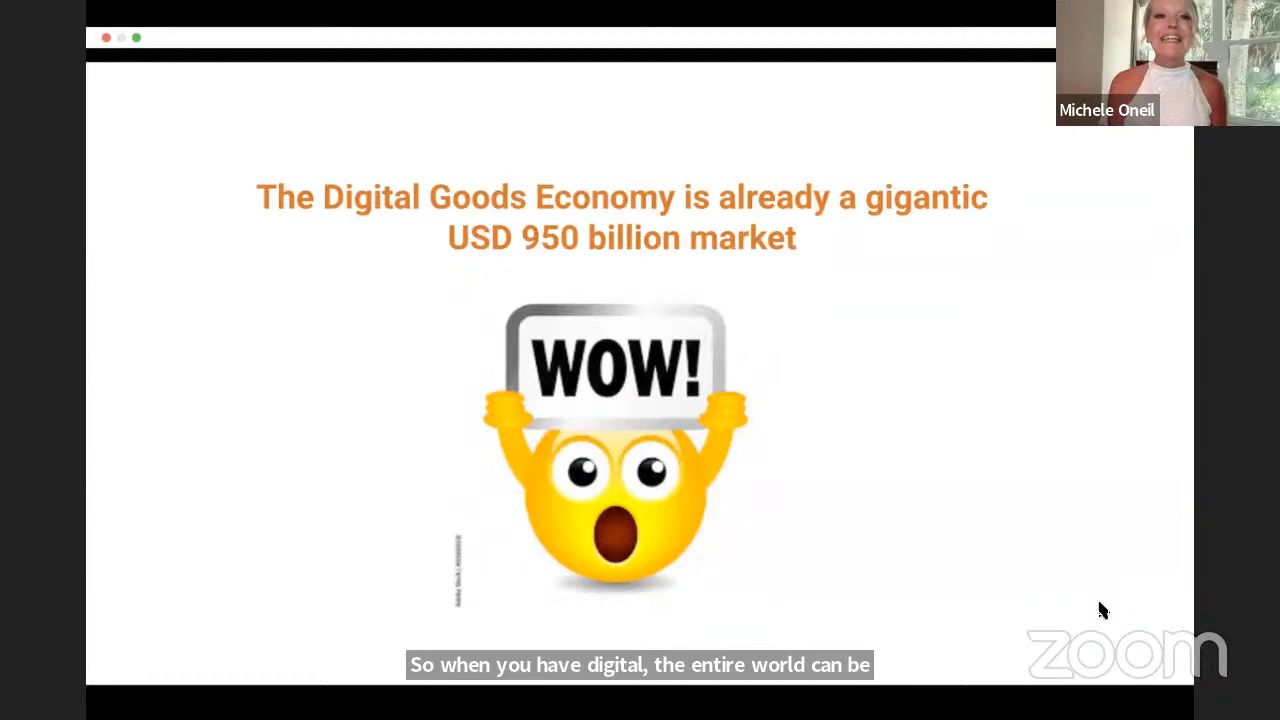 Michele Oneil
The Digital Goods Economy is already a gigantic
USD 950 billion market
WOW!
So when you have digital, the entire world can be
zoom